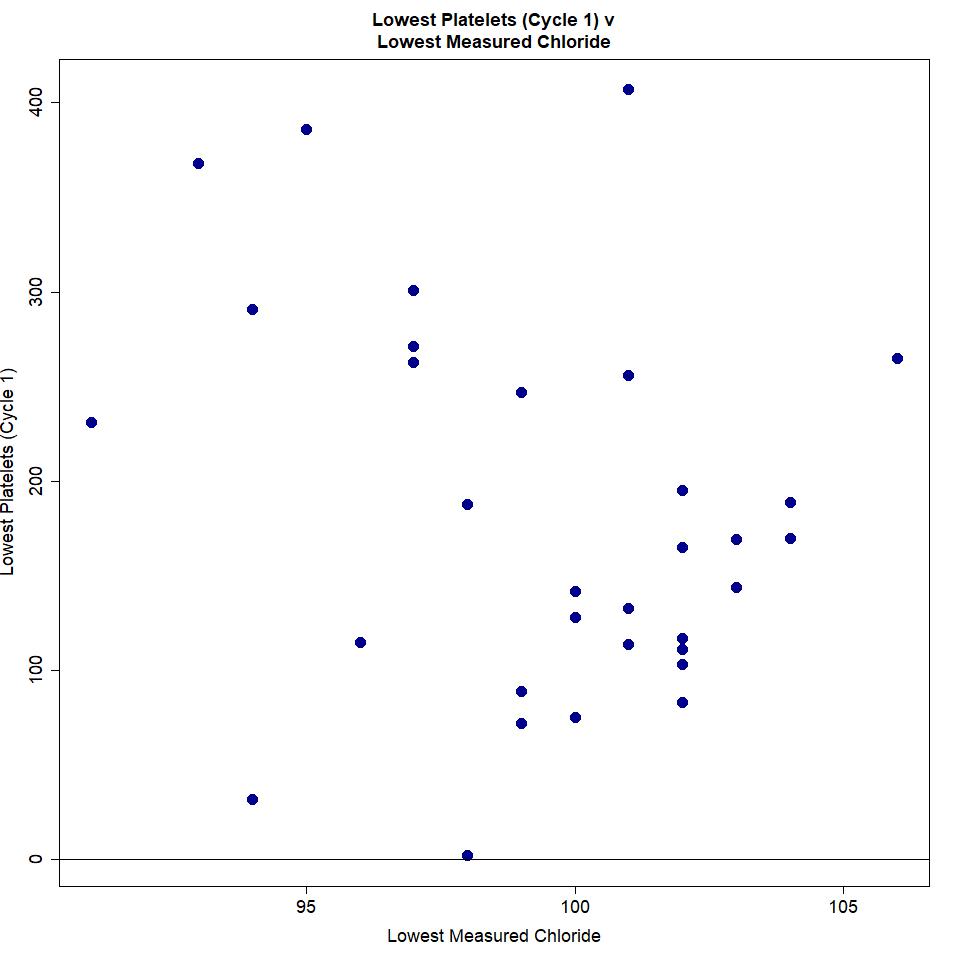 Lowest Platelets (Cycle 1) v
Lowest Measured Chloride
400
300
200
100
0
Lowest Platelets (Cycle 1)
95
100
105
Lowest Measured Chloride